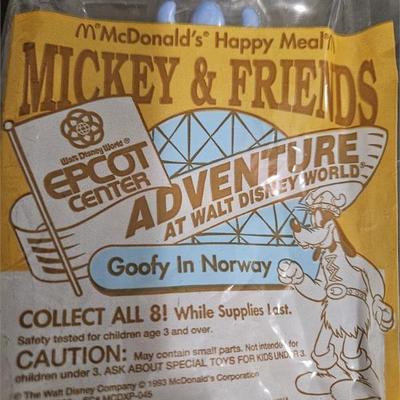 McDonald's® Happy Meal
MICKEY & FRIENDS
Walt Disney World®
EPCOT
CENTER
ADVENTURE
AT WALT DISNEY WORLD®
Goofy In Norway
COLLECT ALL 8! While Supplies Last.
Safety tested for children age 3 and over.
CAUTION: May contain small parts. Not intended for
children under 3. ASK ABOUT SPECIAL TOYS FOR KIDS UNDER 3.
© The Walt Disney Company © 1993 McDonald's Corporation
MCDXP-045